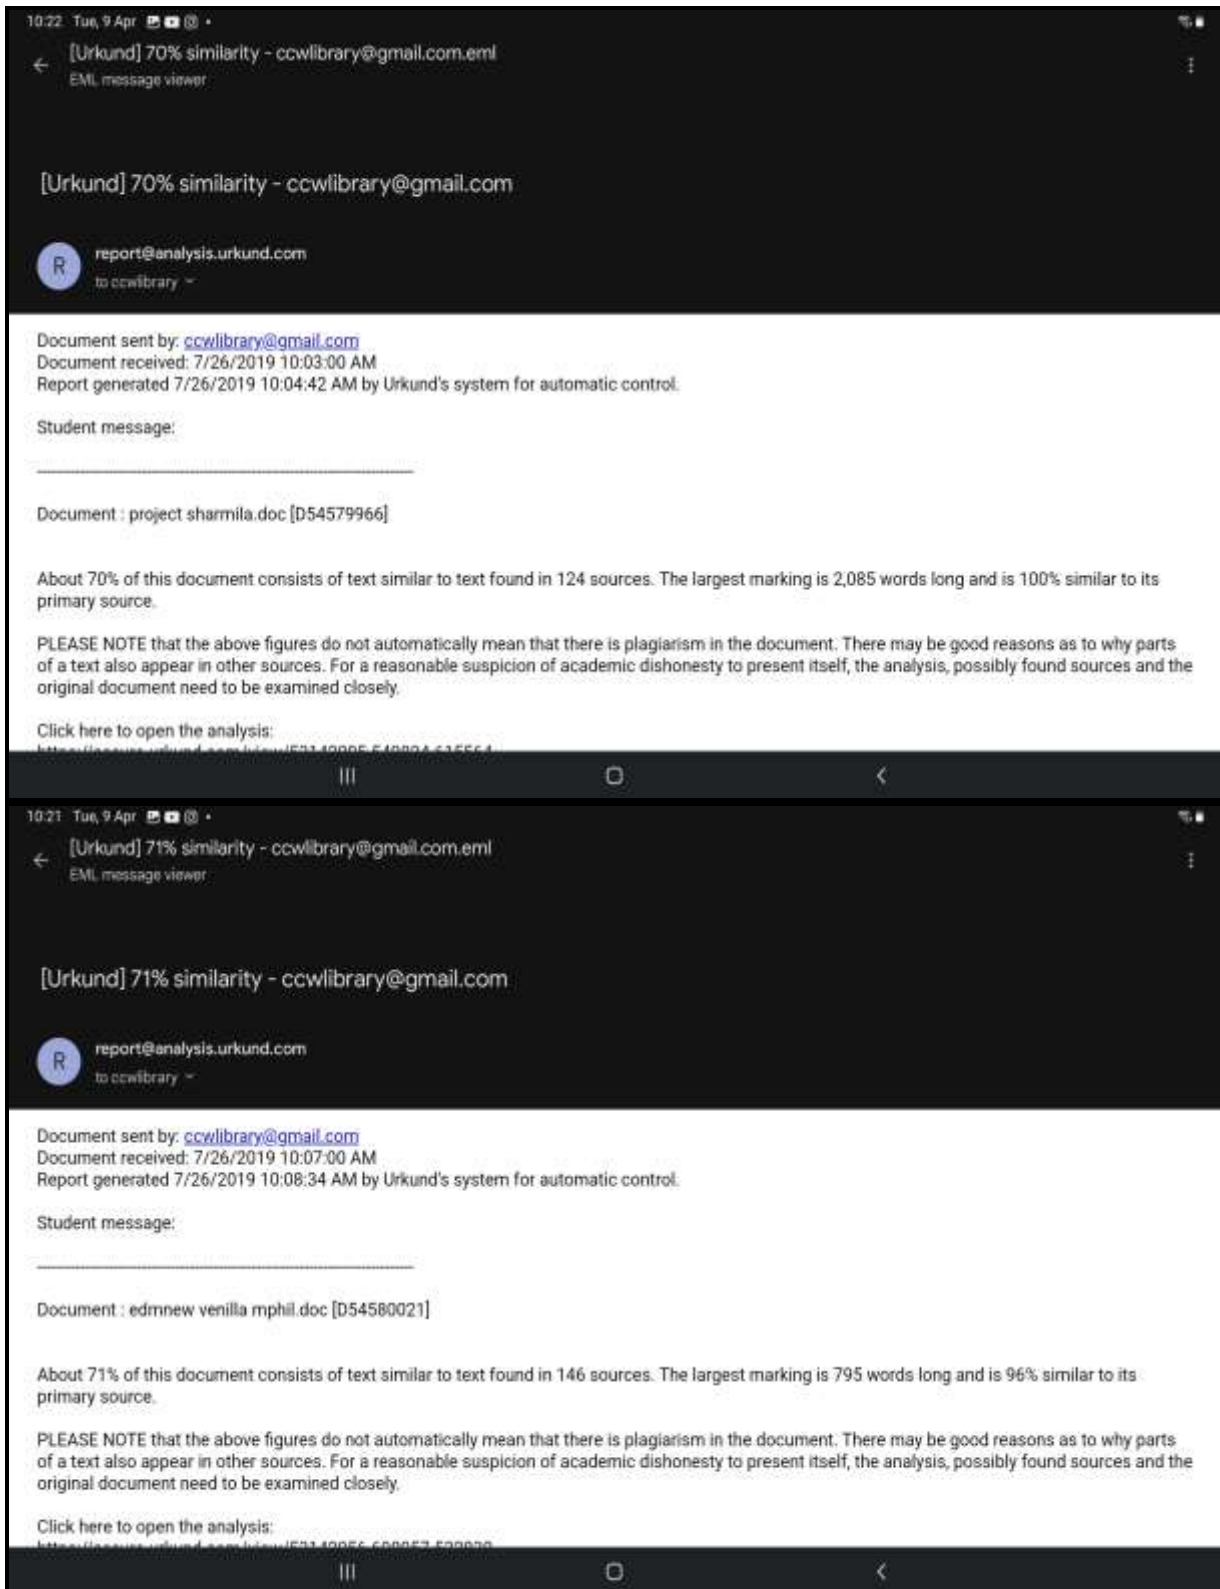 10:22 Tue, 9 Apr
[Urkund] 70% similarity - ccwlibrary@gmail.com.eml
EML message viewer
[Urkund] 70% similarity - ccwlibrary@gmail.com
R
report@analysis.urkund.com
to ccwlibrary
Document sent by: ccwlibrary@gmail.com
Document received: 7/26/2019 10:03:00 AM
Report generated 7/26/2019 10:04:42 AM by Urkund's system for automatic control.
Student message:
Document : project sharmila.doc [D54579966]
About 70% of this document consists of text similar to text found in 124 sources. The largest marking is 2,085 words long and is 100% similar to its
primary source.
PLEASE NOTE that the above figures do not automatically mean that there is plagiarism in the document. There may be good reasons as to why parts
of a text also appear in other sources. For a reasonable suspicion of academic dishonesty to present itself, the analysis, possibly found sources and the
original document need to be examined closely.
Click here to open the analysis:
10:21 Tue, 9 Apr
[Urkund] 71% similarity - ccwlibrary@gmail.com.eml
EML message viewer
[Urkund] 71% similarity - ccwlibrary@gmail.com
R
report@analysis.urkund.com
to ccwlibrary
Document sent by: ccwlibrary@gmail.com
Document received: 7/26/2019 10:07:00 AM
Report generated 7/26/2019 10:08:34 AM by Urkund's system for automatic control.
Student message:
Document : edmnew venilla mphil.doc [D54580021]
About 71% of this document consists of text similar to text found in 146 sources. The largest marking is 795 words long and is 96% similar to its
primary source.
PLEASE NOTE that the above figures do not automatically mean that there is plagiarism in the document. There may be good reasons as to why parts
of a text also appear in other sources. For a reasonable suspicion of academic dishonesty to present itself, the analysis, possibly found sources and the
original document need to be examined closely.
Click here to open the analysis: